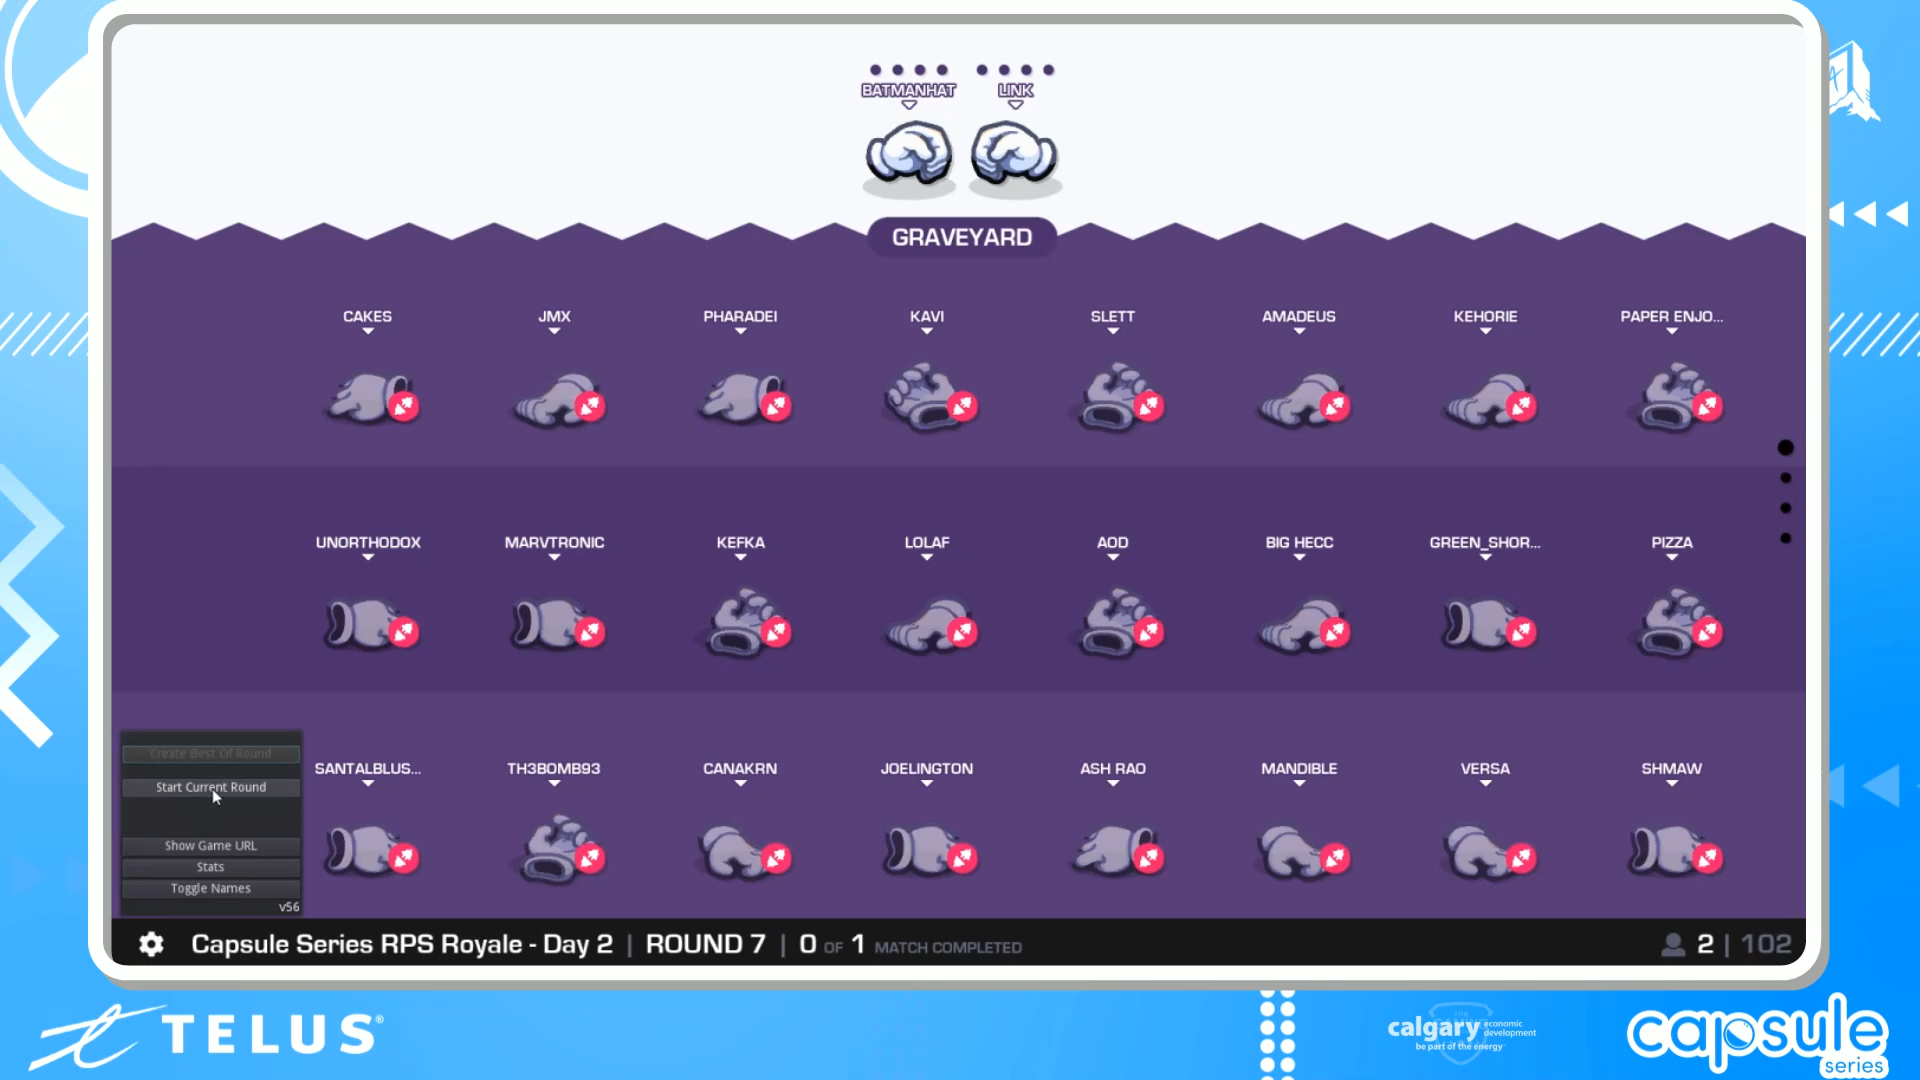 BATMANHAT LINK
GRAVEYARD
CAKES JMX PHARADEI KAVI SLETT AMADEUS KEHORIE PAPER ENJO...
UNORTHODOX MARVTRONIC KEFKA LOLAF AOD BIG HECC GREEN_SHOR... PIZZA
SANTALBLUS... TH3BOMB93 CANAKRN JOELINGTON ASH RAO MANDIBLE VERSA SHMAW
Create Best Of Round
Start Current Round
Show Game URL
Stats
Toggle Names
v56
Capsule Series RPS Royale - Day 2 | ROUND 7 | 0 OF 1 MATCH COMPLETED 2 | 102
TELUS®
calgary economic development
be part of the energy
capsule series